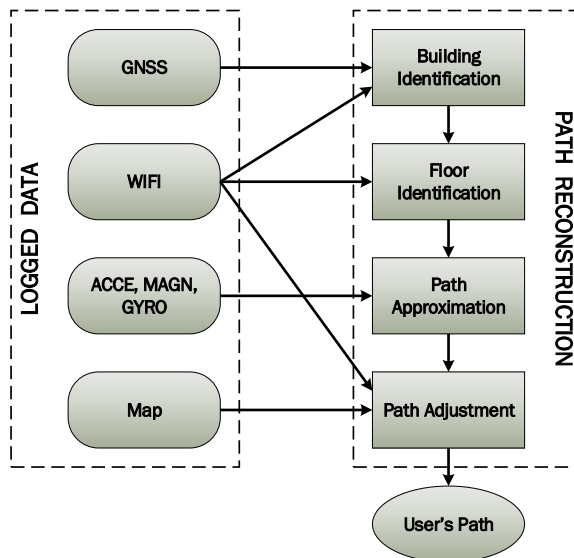 LOGGED DATA
GNSS
WIFI
ACCE, MAGN,
GYRO
Map
PATH RECONSTRUCTION
Building
Identification
Floor
Identification
Path
Approximation
Path Adjustment
User's Path